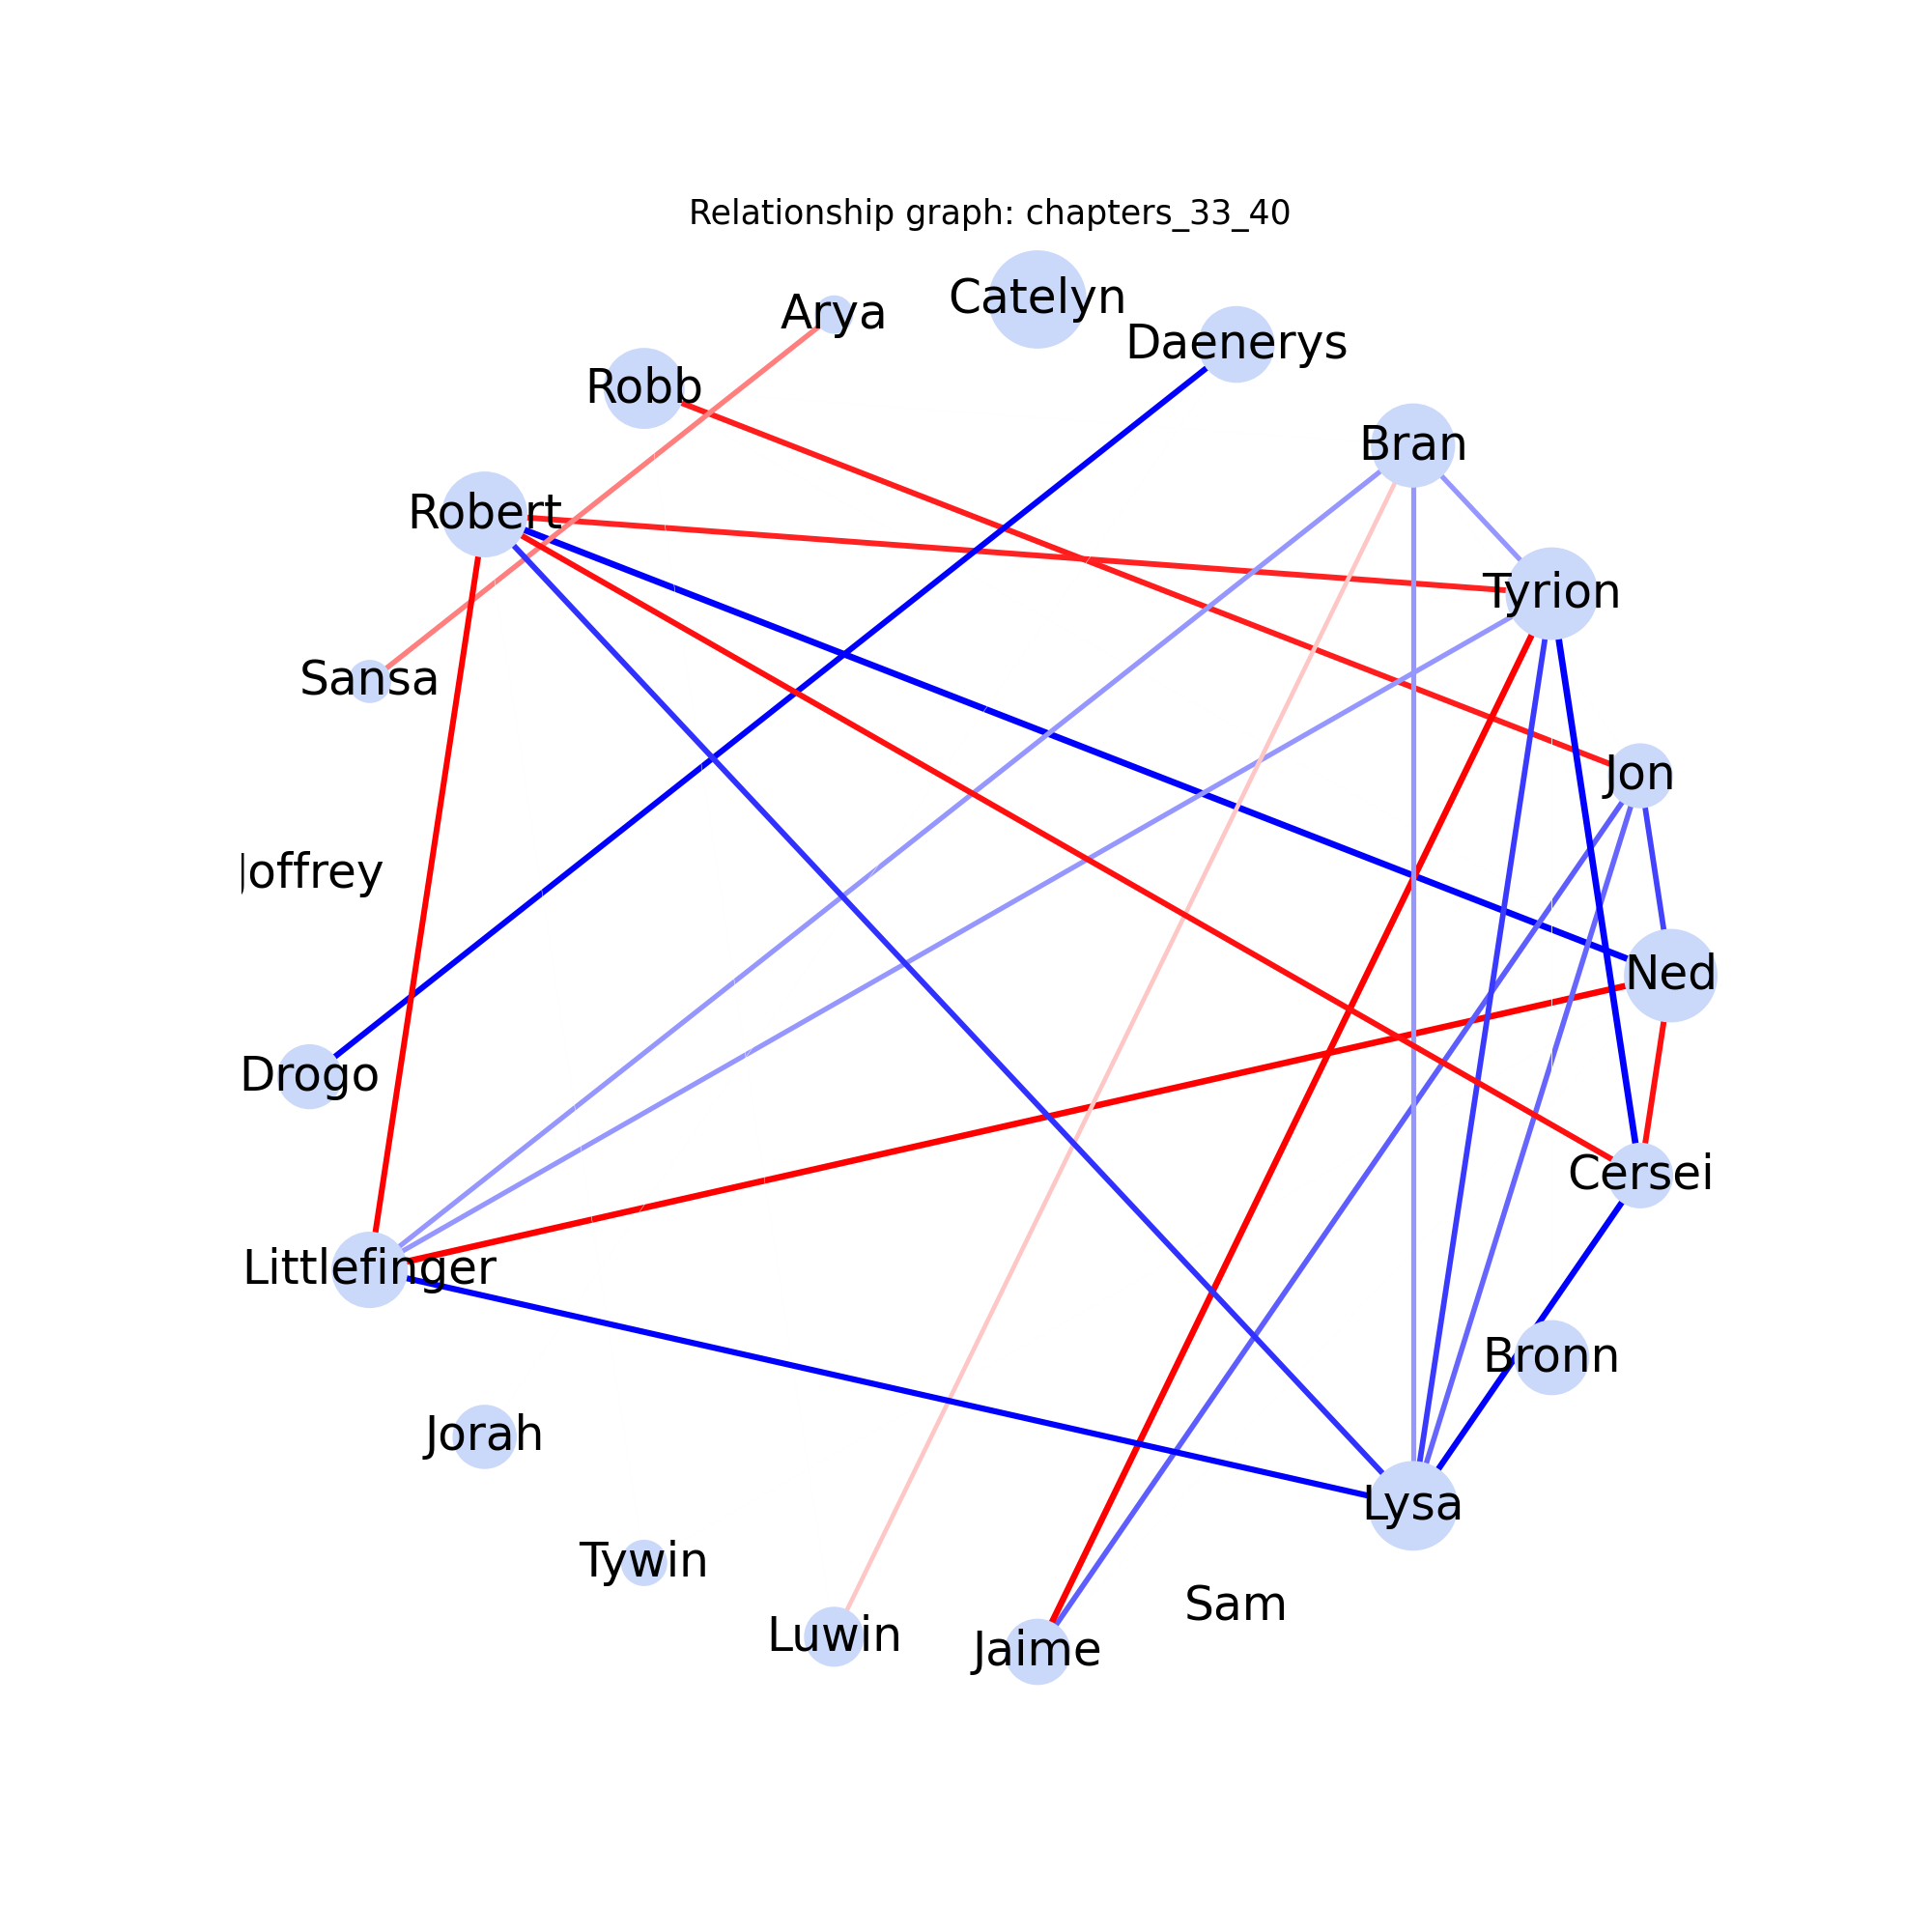 Relationship graph: chapters_33_40
Catelyn
Arya
Daenerys
Robb
Bran
Robert
Tyrion
Sansa
Jon
Joffrey
Ned
Drogo
Cersei
Littlefinger
Bronn
Jorah
Lysa
Tywin
Sam
Luwin
Jaime